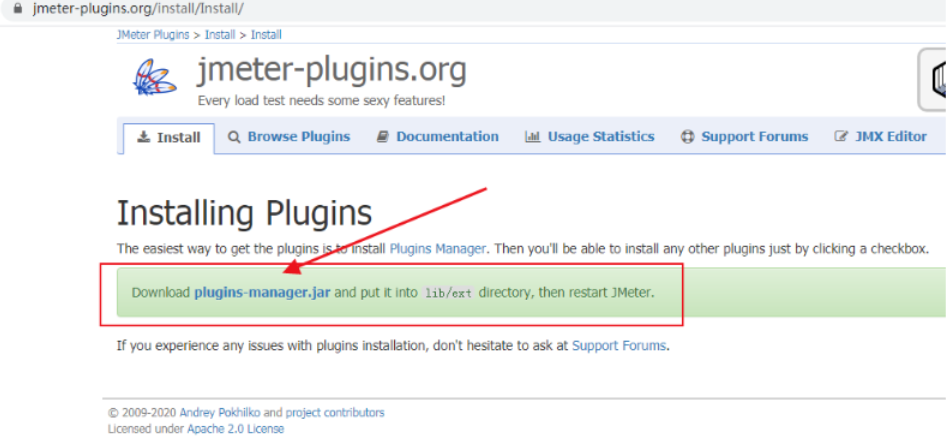 jmeter-plugins.org/install/Install/
JMeter Plugins > Install > Install
jmeter-plugins.org
Every load test needs some sexy features!
Install Browse Plugins Documentation Usage Statistics Support Forums JMX Editor
Installing Plugins
The easiest way to get the plugins is to install Plugins Manager. Then you'll be able to install any other plugins just by clicking a checkbox.
Download plugins-manager.jar and put it into lib/ext directory, then restart JMeter.
If you experience any issues with plugins installation, don't hesitate to ask at Support Forums.
© 2009-2020 Andrey Pokhilko and project contributors
Licensed under Apache 2.0 License